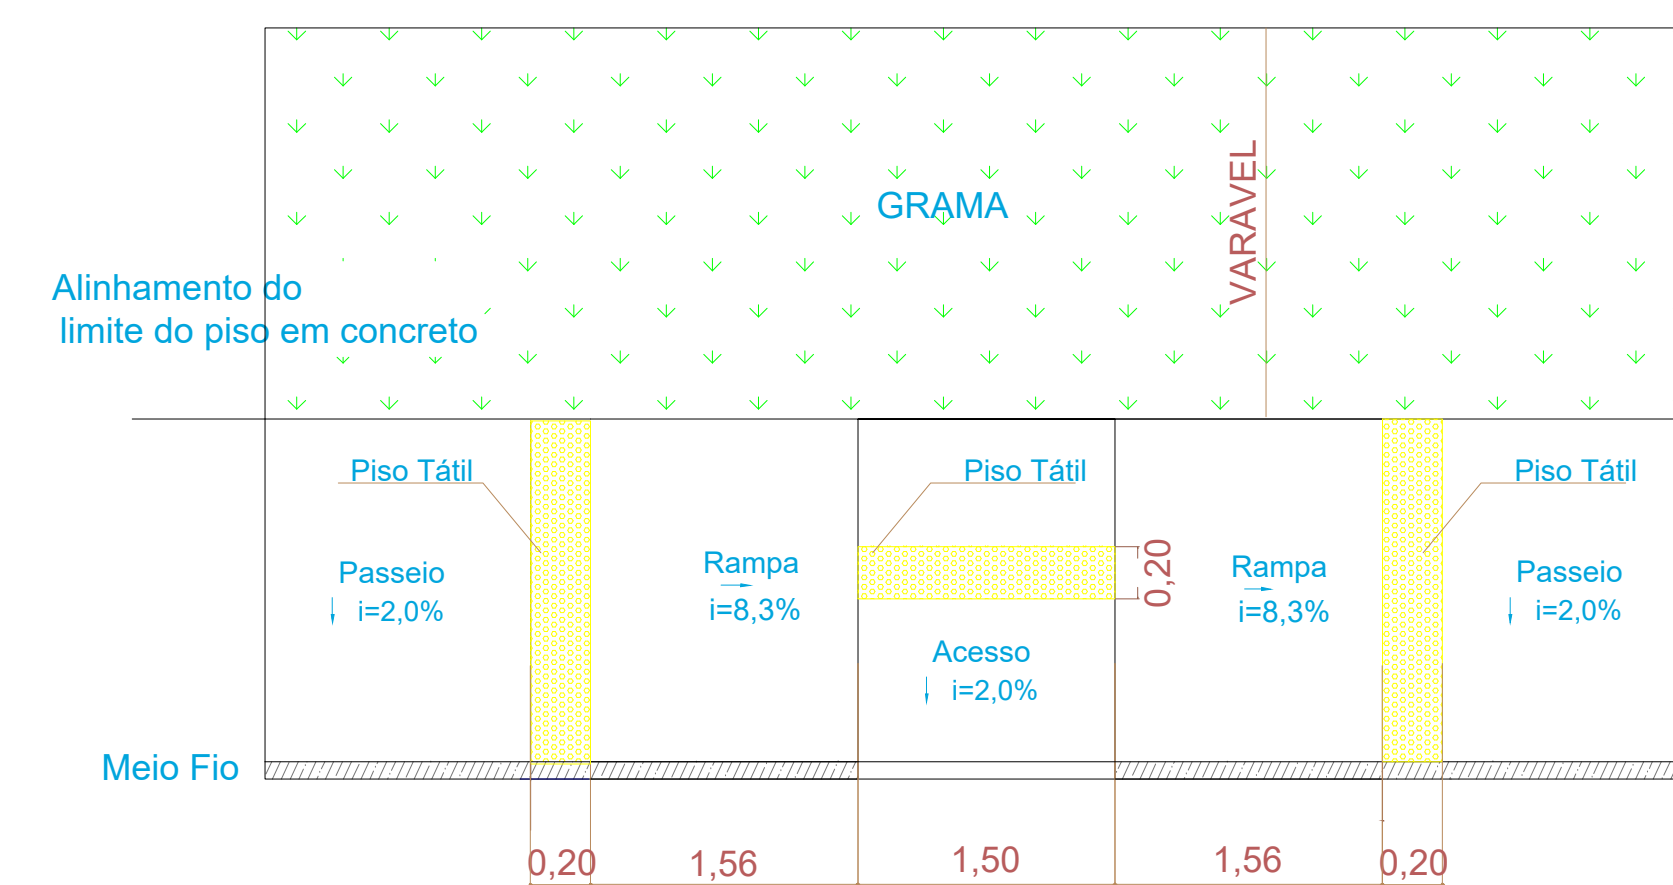 GRAMA
VARAVEL
Alinhamento do
limite do piso em concreto
Piso Tátil
Piso Tátil
Piso Tátil
Passeio
i=2,0%
Rampa
i=8,3%
0,20
Rampa
i=8,3%
Passeio
i=2,0%
Acesso
i=2,0%
Meio Fio
0,20
1,56
1,50
1,56
0,20